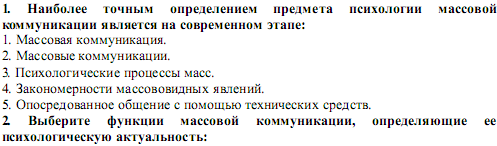 1. Наиболее точным определением предмета психологии массовой
коммуникации является на современном этапе:
1. Массовая коммуникация.
2. Массовые коммуникации.
3. Психологические процессы масс.
4. Закономерности массововидных явлений.
5. Опосредованное общение с помощью технических средств.
2. Выберите функции массовой коммуникации, определяющие ее
психологическую актуальность: